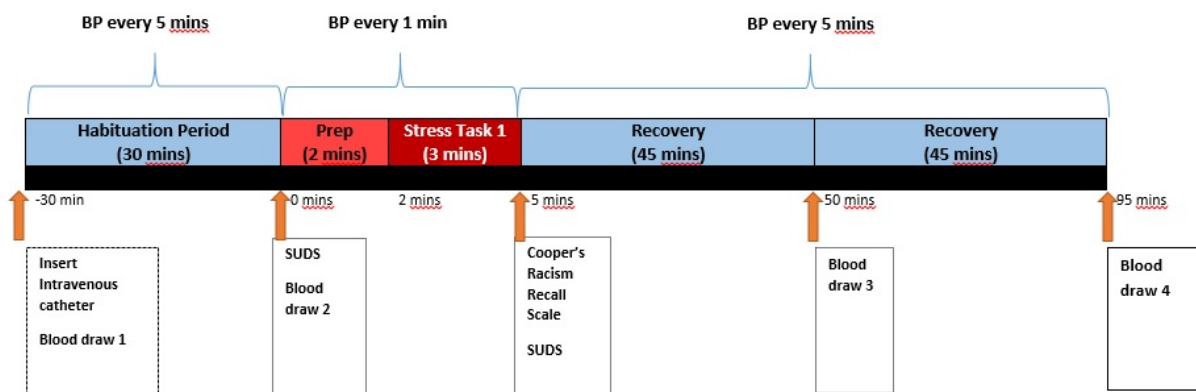 BP every 5 mins
BP every 1 min
BP every 5 mins
Habituation Period
(30 mins)
Prep
(2 mins)
Stress Task 1
(3 mins)
Recovery
(45 mins)
Recovery
(45 mins)
-30 min
0 mins
2 mins
5 mins
50 mins
95 mins
Insert
Intravenous
catheter
Blood draw 1
SUDS
Blood
draw 2
Cooper's
Racism
Recall
Scale
SUDS
Blood
draw 3
Blood
draw 4